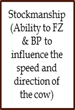 Stockmanship
(Ability to FZ
& BP to
influence the
speed and
direction of
the cow)